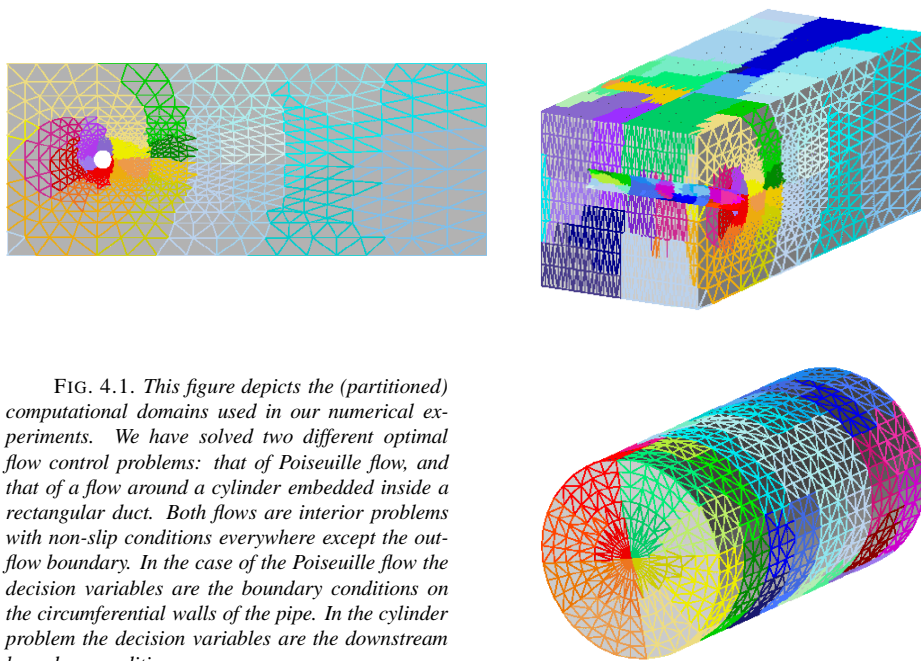 FIG. 4.1. This figure depicts the (partitioned)
computational domains used in our numerical ex-
periments. We have solved two different optimal
flow control problems: that of Poiseuille flow, and
that of a flow around a cylinder embedded inside a
rectangular duct. Both flows are interior problems
with non-slip conditions everywhere except the out-
flow boundary. In the case of the Poiseuille flow the
decision variables are the boundary conditions on
the circumferential walls of the pipe. In the cylinder
problem the decision variables are the downstream